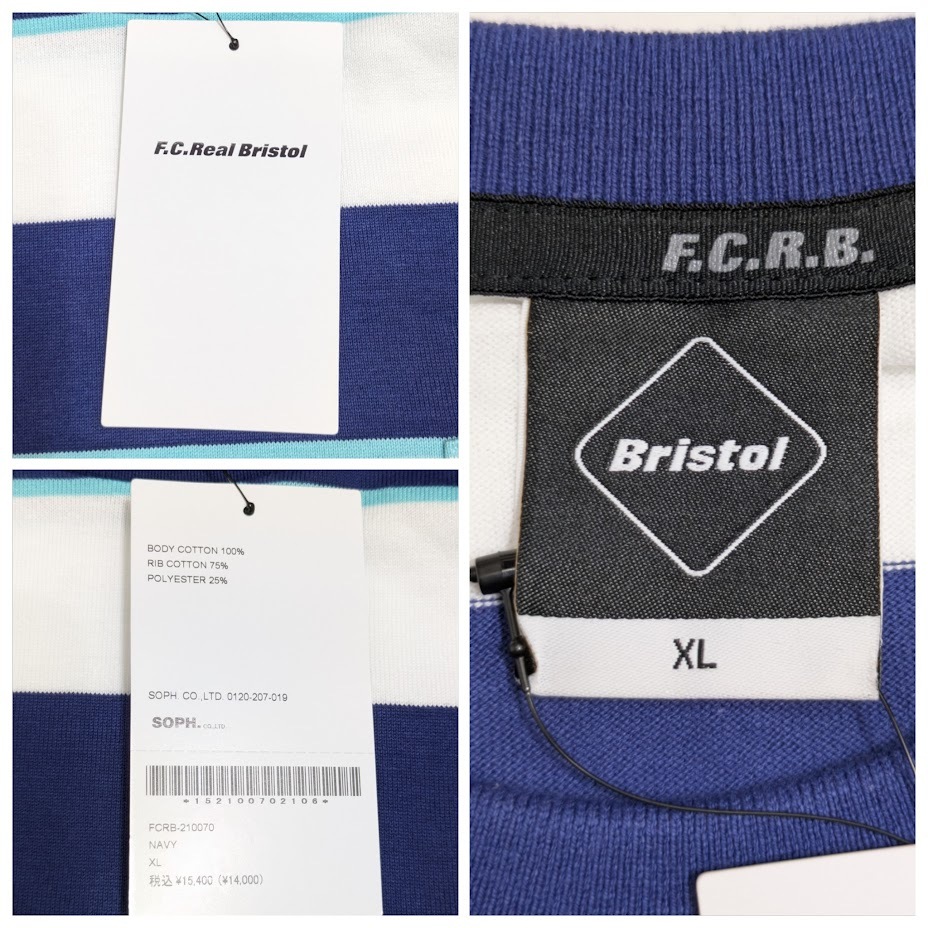 F.C.Real Bristol
BODY COTTON 100%
RIB COTTON 75%
POLYESTER 25%
SOPH. CO.,LTD. 0120-207-019
SOPH. CO.,LTD.
*152100702106*
FCRB-210070
NAVY
XL
税込 ¥15,400 (¥14,000)
F.C.R.B.
Bristol
XL